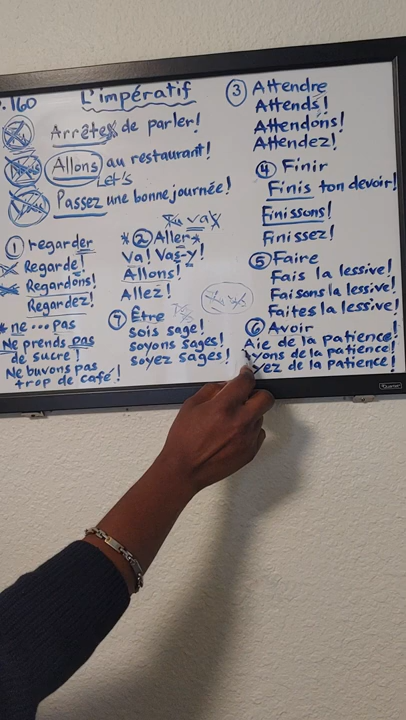 P.160 L'impératif
Arrêtes de parler!
Allons au restaurant!
Let's
Passez une bonne journée!
① regarder
Regarde!
Regardons!
Regardez!
* ne ... pas
Ne prends pas
de sucre!
Ne buvons pas
trop de café!
Tu vas
* ② Aller *
Va! Vas-y!
Allons!
Allez!
⑦ Être
Sois sage!
soyons sages!
soyez sages!
③ Attendre
Attends!
Attendons!
Attendez!
④ Finir
Finis ton devoir!
Finissons!
Finissez!
⑤ Faire
Fais la lessive!
Faisons la lessive!
Faites la lessive!
⑥ Avoir
Aie de la patience!
ayons de la patience!
yez de la patience!
Quartet